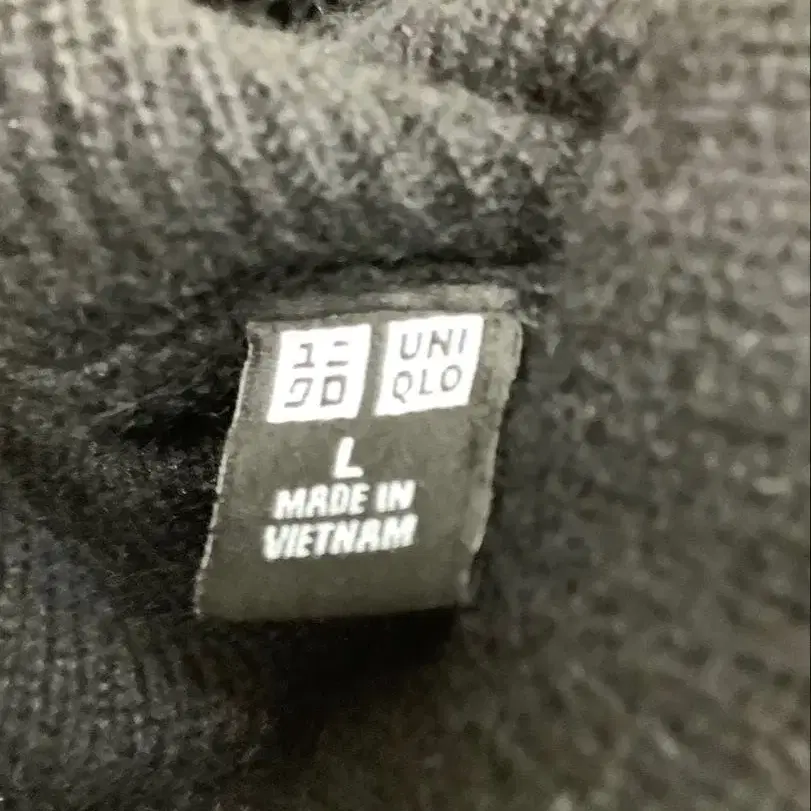 ユニ UNI
クロ QLO
L
MADE IN
VIETNAM